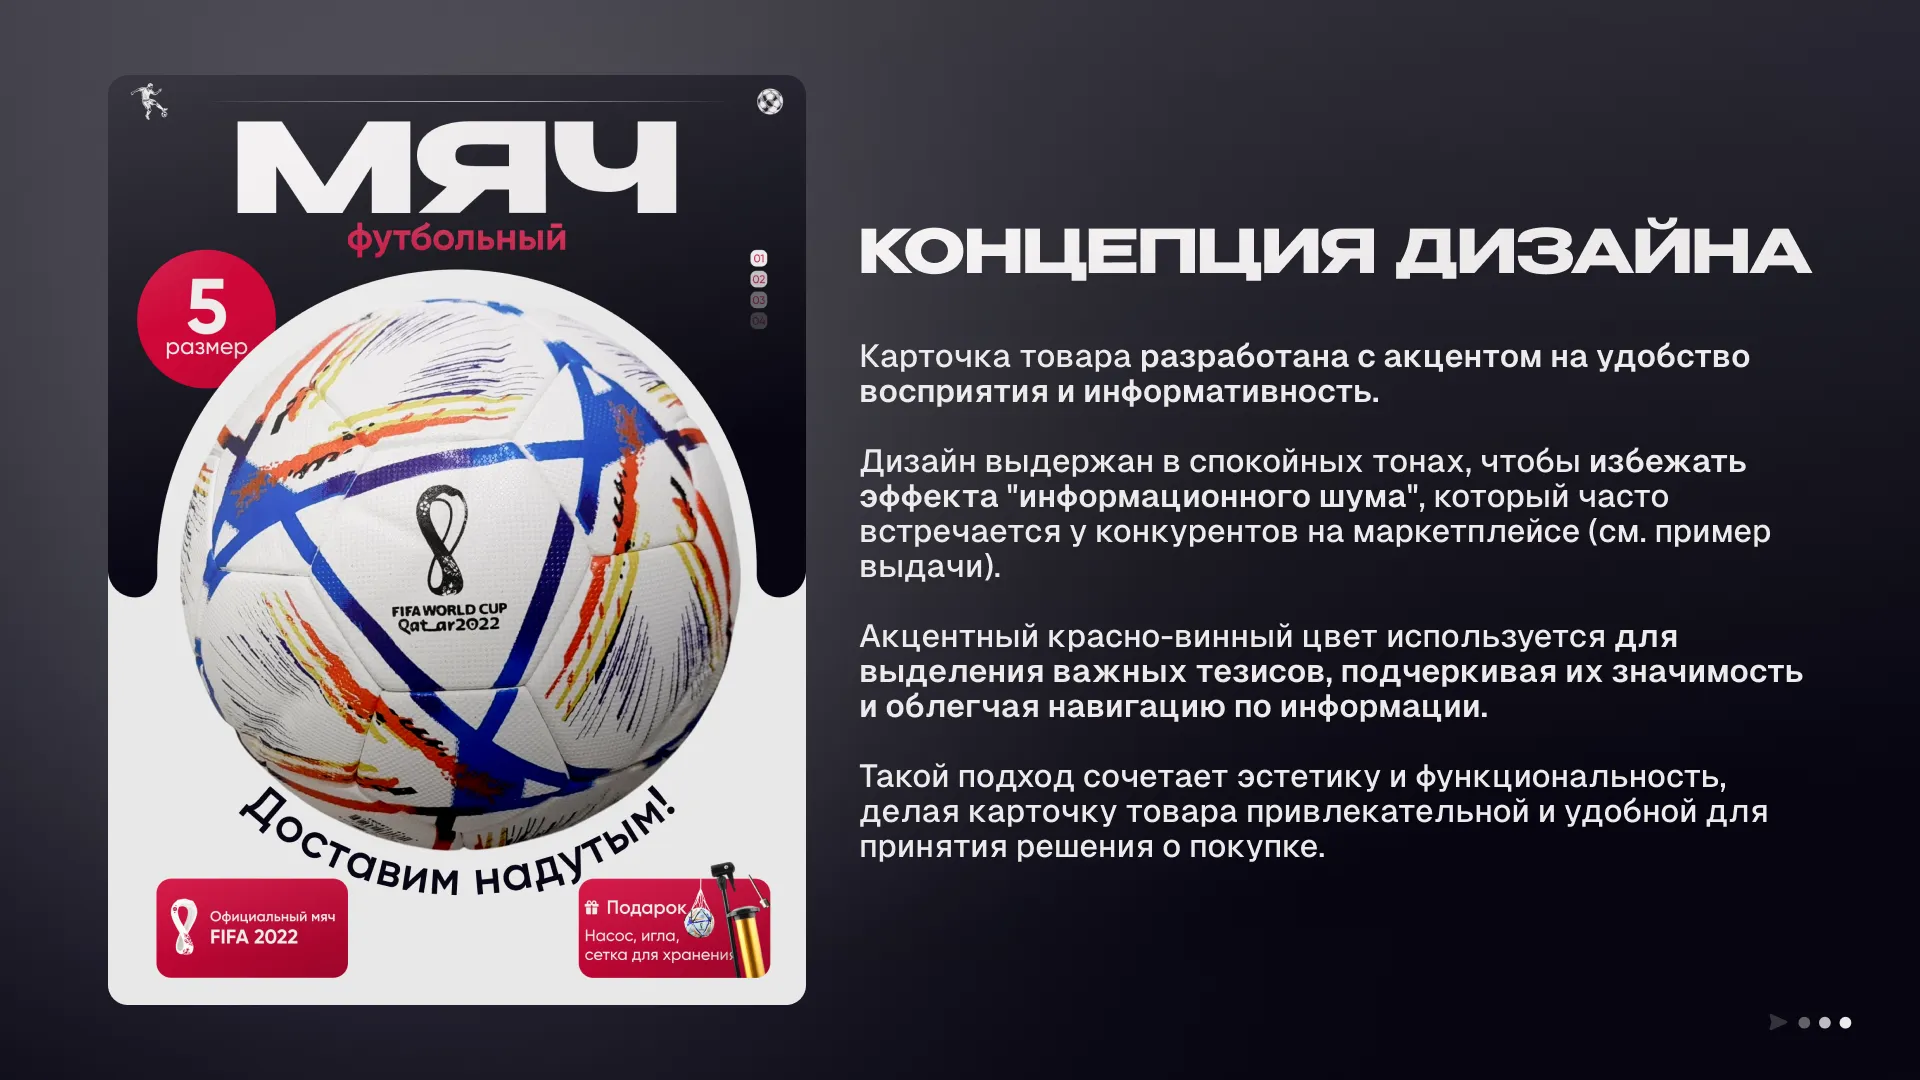 МЯЧ
футбольный
5
размер
01
02
03
04
FIFA WORLD CUP
Qatar2022
Доставим надутым!
Официальный мяч
FIFA 2022
Подарок
Насос, игла,
сетка для хранения
КОНЦЕПЦИЯ ДИЗАЙНА
Карточка товара разработана с акцентом на удобство
восприятия и информативность.
Дизайн выдержан в спокойных тонах, чтобы избежать
эффекта "информационного шума", который часто
встречается у конкурентов на маркетплейсе (см. пример
выдачи).
Акцентный красно-винный цвет используется для
выделения важных тезисов, подчеркивая их значимость
и облегчая навигацию по информации.
Такой подход сочетает эстетику и функциональность,
делая карточку товара привлекательной и удобной для
принятия решения о покупке.